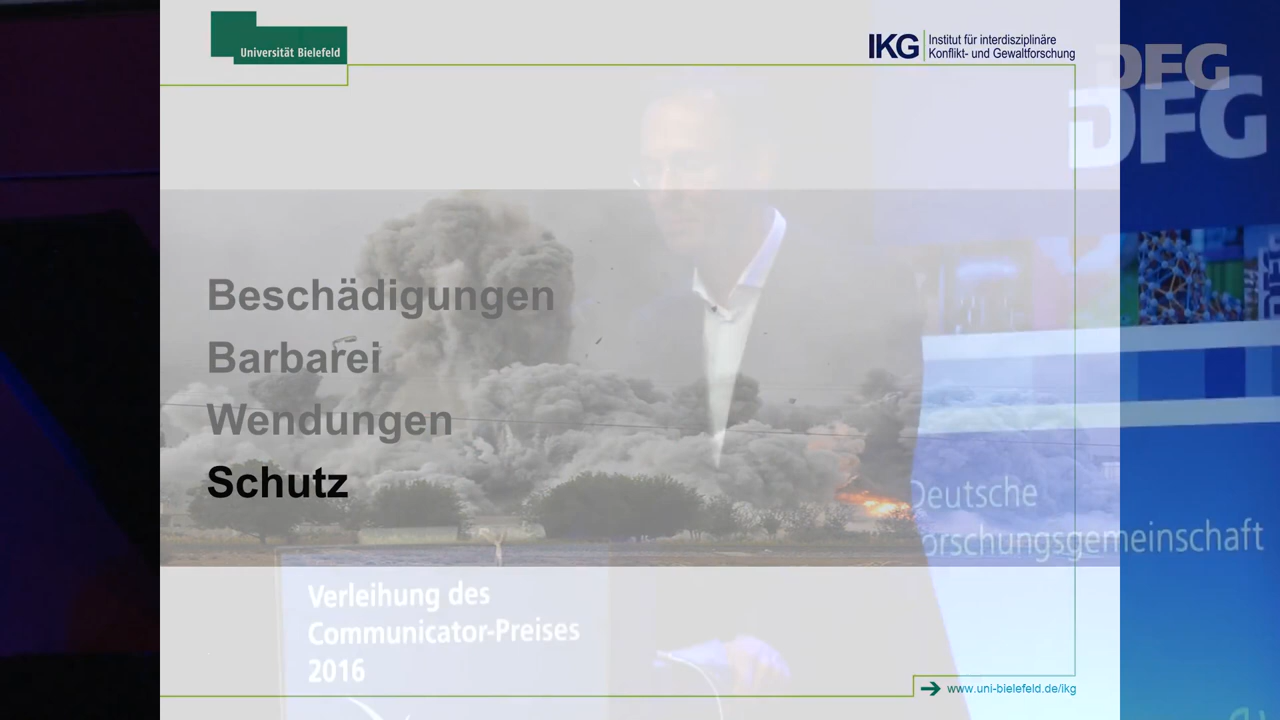 Universität Bielefeld
IKG
Institut für interdisziplinäre
Konflikt- und Gewaltforschung
DFG
DFG
Beschädigungen
Barbarei
Wendungen
Schutz
Deutsche
Forschungsgemeinschaft
Verleihung des
Communicator-Preises
2016
www.uni-bielefeld.de/ikg